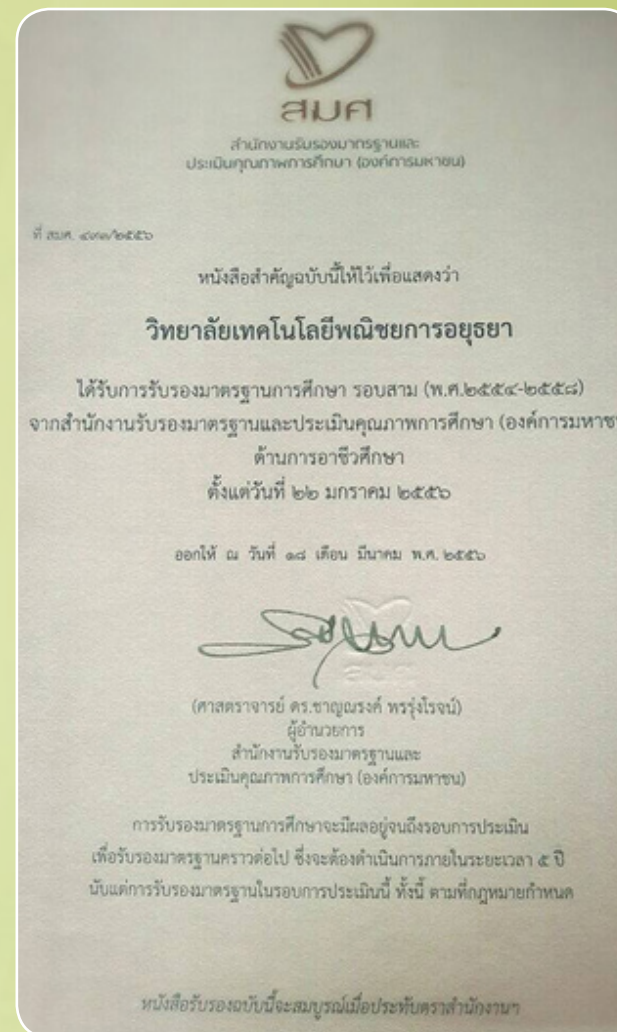 สมศ
สำนักงานรับรองมาตรฐานและ
ประเมินคุณภาพการศึกษา (องค์การมหาชน)
ที่ สมศ. /๒๕๕๖
หนังสือสำคัญฉบับนี้ให้ไว้เพื่อแสดงว่า
วิทยาลัยเทคโนโลยีพณิชยการอยุธยา
ได้รับการรับรองมาตรฐานการศึกษา รอบสาม (พ.ศ.๒๕๕๔-๒๕๕๘)
จากสำนักงานรับรองมาตรฐานและประเมินคุณภาพการศึกษา (องค์การมหาช
ด้านการอาชีวศึกษา
ตั้งแต่วันที่ ๒๒ มกราคม ๒๕๕๖
ออกให้ ณ วันที่ ๑๘ เดือน มีนาคม พ.ศ. ๒๕๕๖
สมศ
(ศาสตราจารย์ ดร.ชาญณรงค์ พรรุ่งโรจน์)
ผู้อำนวยการ
สำนักงานรับรองมาตรฐานและ
ประเมินคุณภาพการศึกษา (องค์การมหาชน)
การรับรองมาตรฐานการศึกษาจะมีผลอยู่จนถึงรอบการประเมิน
เพื่อรับรองมาตรฐานคราวต่อไป ซึ่งจะต้องดำเนินการภายในระยะเวลา ๕ ปี
นับแต่การรับรองมาตรฐานในรอบการประเมินนี้ ทั้งนี้ ตามที่กฎหมายกำหนด
หนังสือรับรองฉบับนี้จะสมบูรณ์เมื่อประทับตราสำนักงานฯ